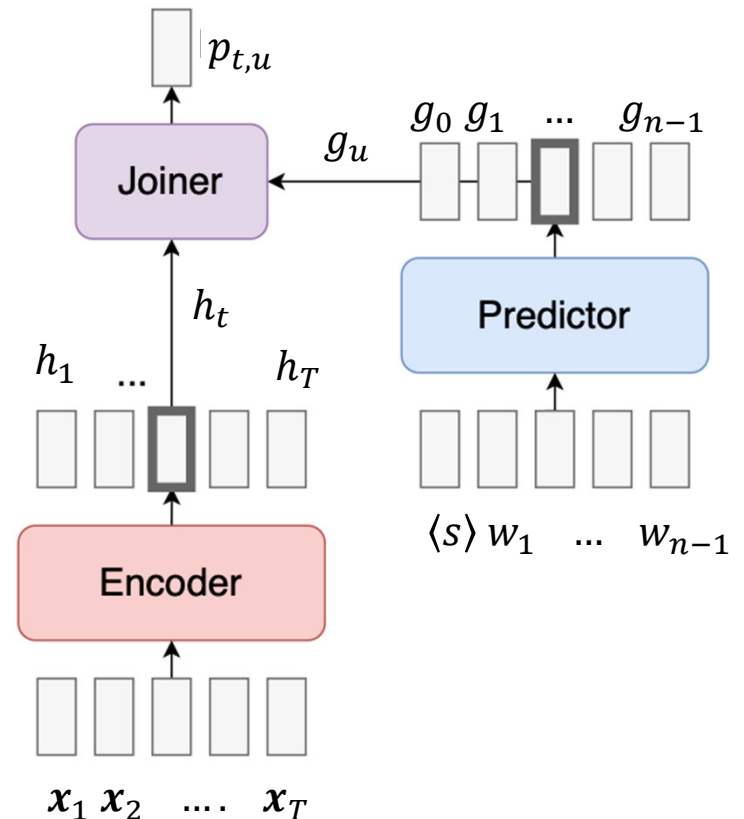 p_{t,u}
g_0 g_1 ... g_{n-1}
g_u
Joiner
h_t
Predictor
h_1 ... h_T
⟨s⟩ w_1 ... w_{n-1}
Encoder
x_1 x_2 .... x_T